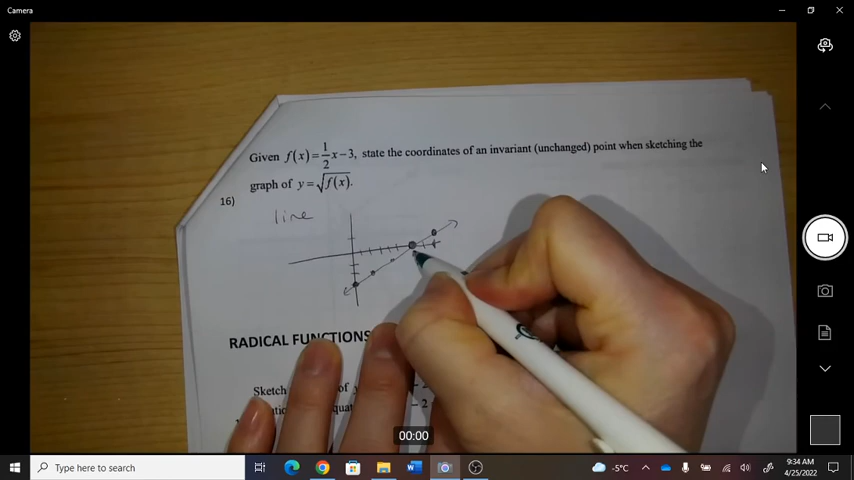 Camera
Given f(x) = 1/2 x − 3, state the coordinates of an invariant (unchanged) point when sketching the
graph of y = √f(x).
16)
line
RADICAL FUNCTIONS
Sketch of
00:00
Type here to search
-5°C
9:34 AM
4/25/2022